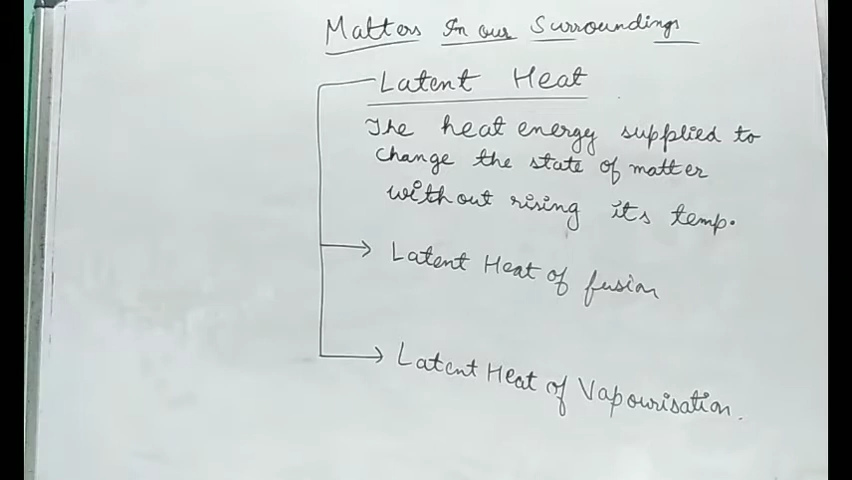 Matters In our Surroundings
Latent Heat
The heat energy supplied to
change the state of matter
without rising its temp.
Latent Heat of fusion
Latent Heat of Vapourisation.